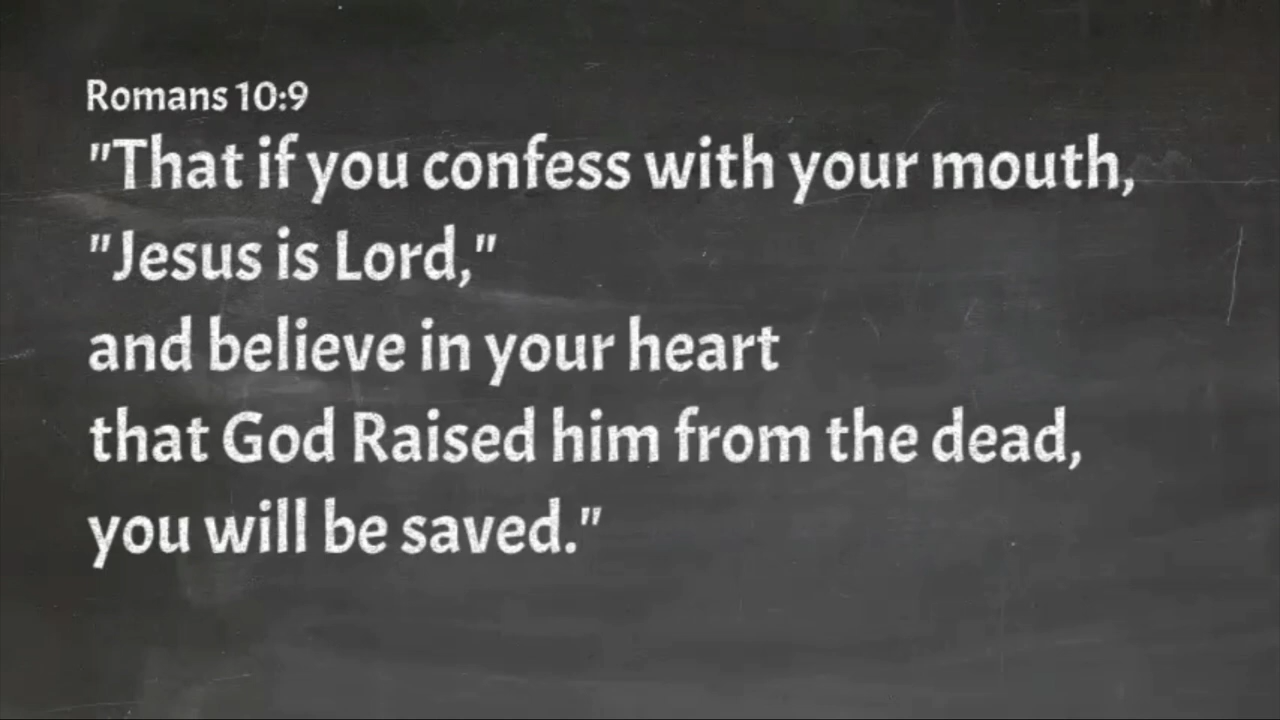 Romans 10:9
"That if you confess with your mouth,
"Jesus is Lord,"
and believe in your heart
that God Raised him from the dead,
you will be saved."